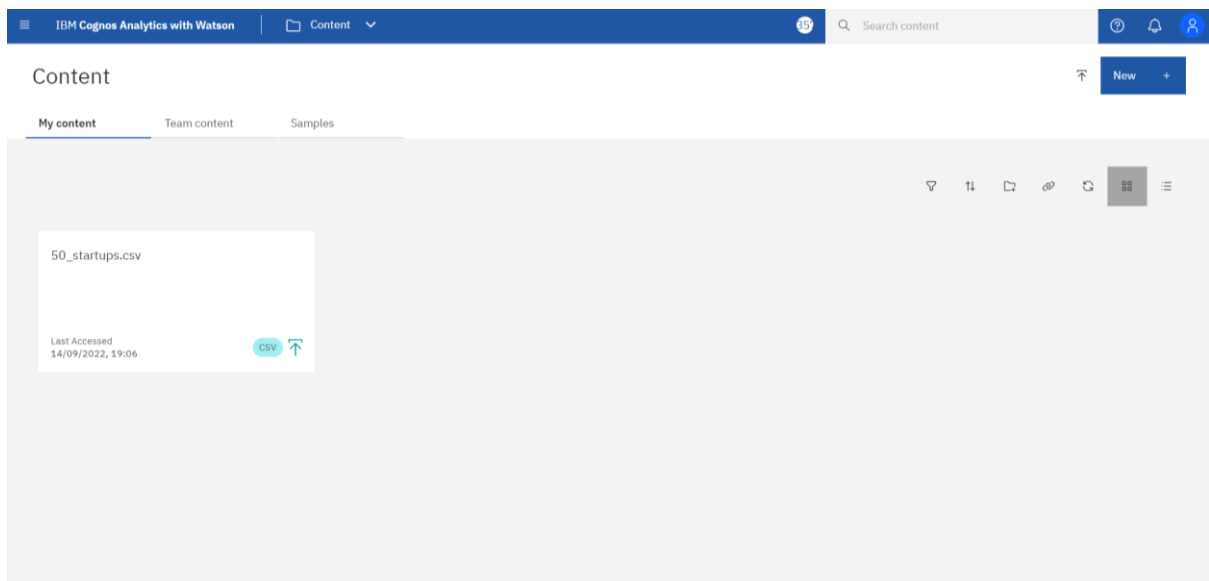 IBM Cognos Analytics with Watson Content 35 Search content
Content New +
My content Team content Samples
50_startups.csv
Last Accessed
14/09/2022, 19:06 CSV